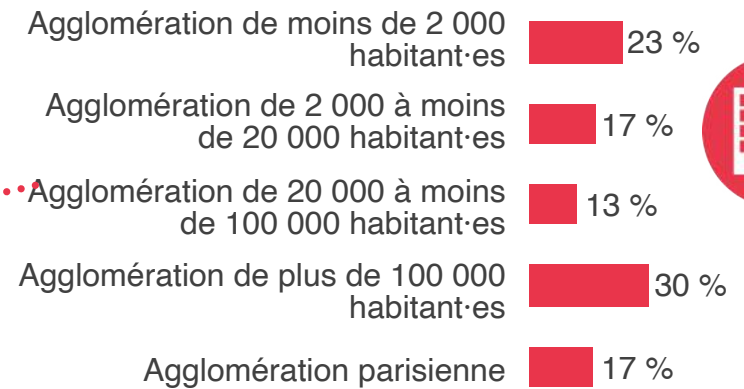 Agglomération de moins de 2 000
habitant·es
23 %
Agglomération de 2 000 à moins
de 20 000 habitant·es
17 %
Agglomération de 20 000 à moins
de 100 000 habitant·es
13 %
Agglomération de plus de 100 000
habitant·es
30 %
Agglomération parisienne
17 %